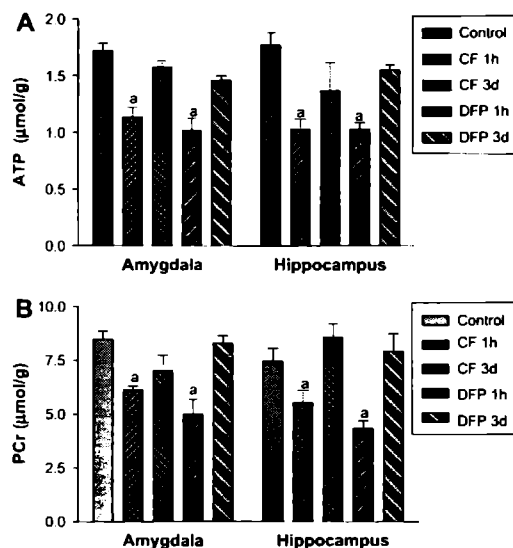 A
ATP (μmol/g)
2.0
1.5
1.0
0.5
0.0
a
a
a
a
Amygdala
Hippocampus
Control
CF 1h
CF 3d
DFP 1h
DFP 3d
B
PCr (μmol/g)
10.0
7.5
5.0
2.5
0.0
a
a
a
a
Amygdala
Hippocampus
Control
CF 1h
CF 3d
DFP 1h
DFP 3d